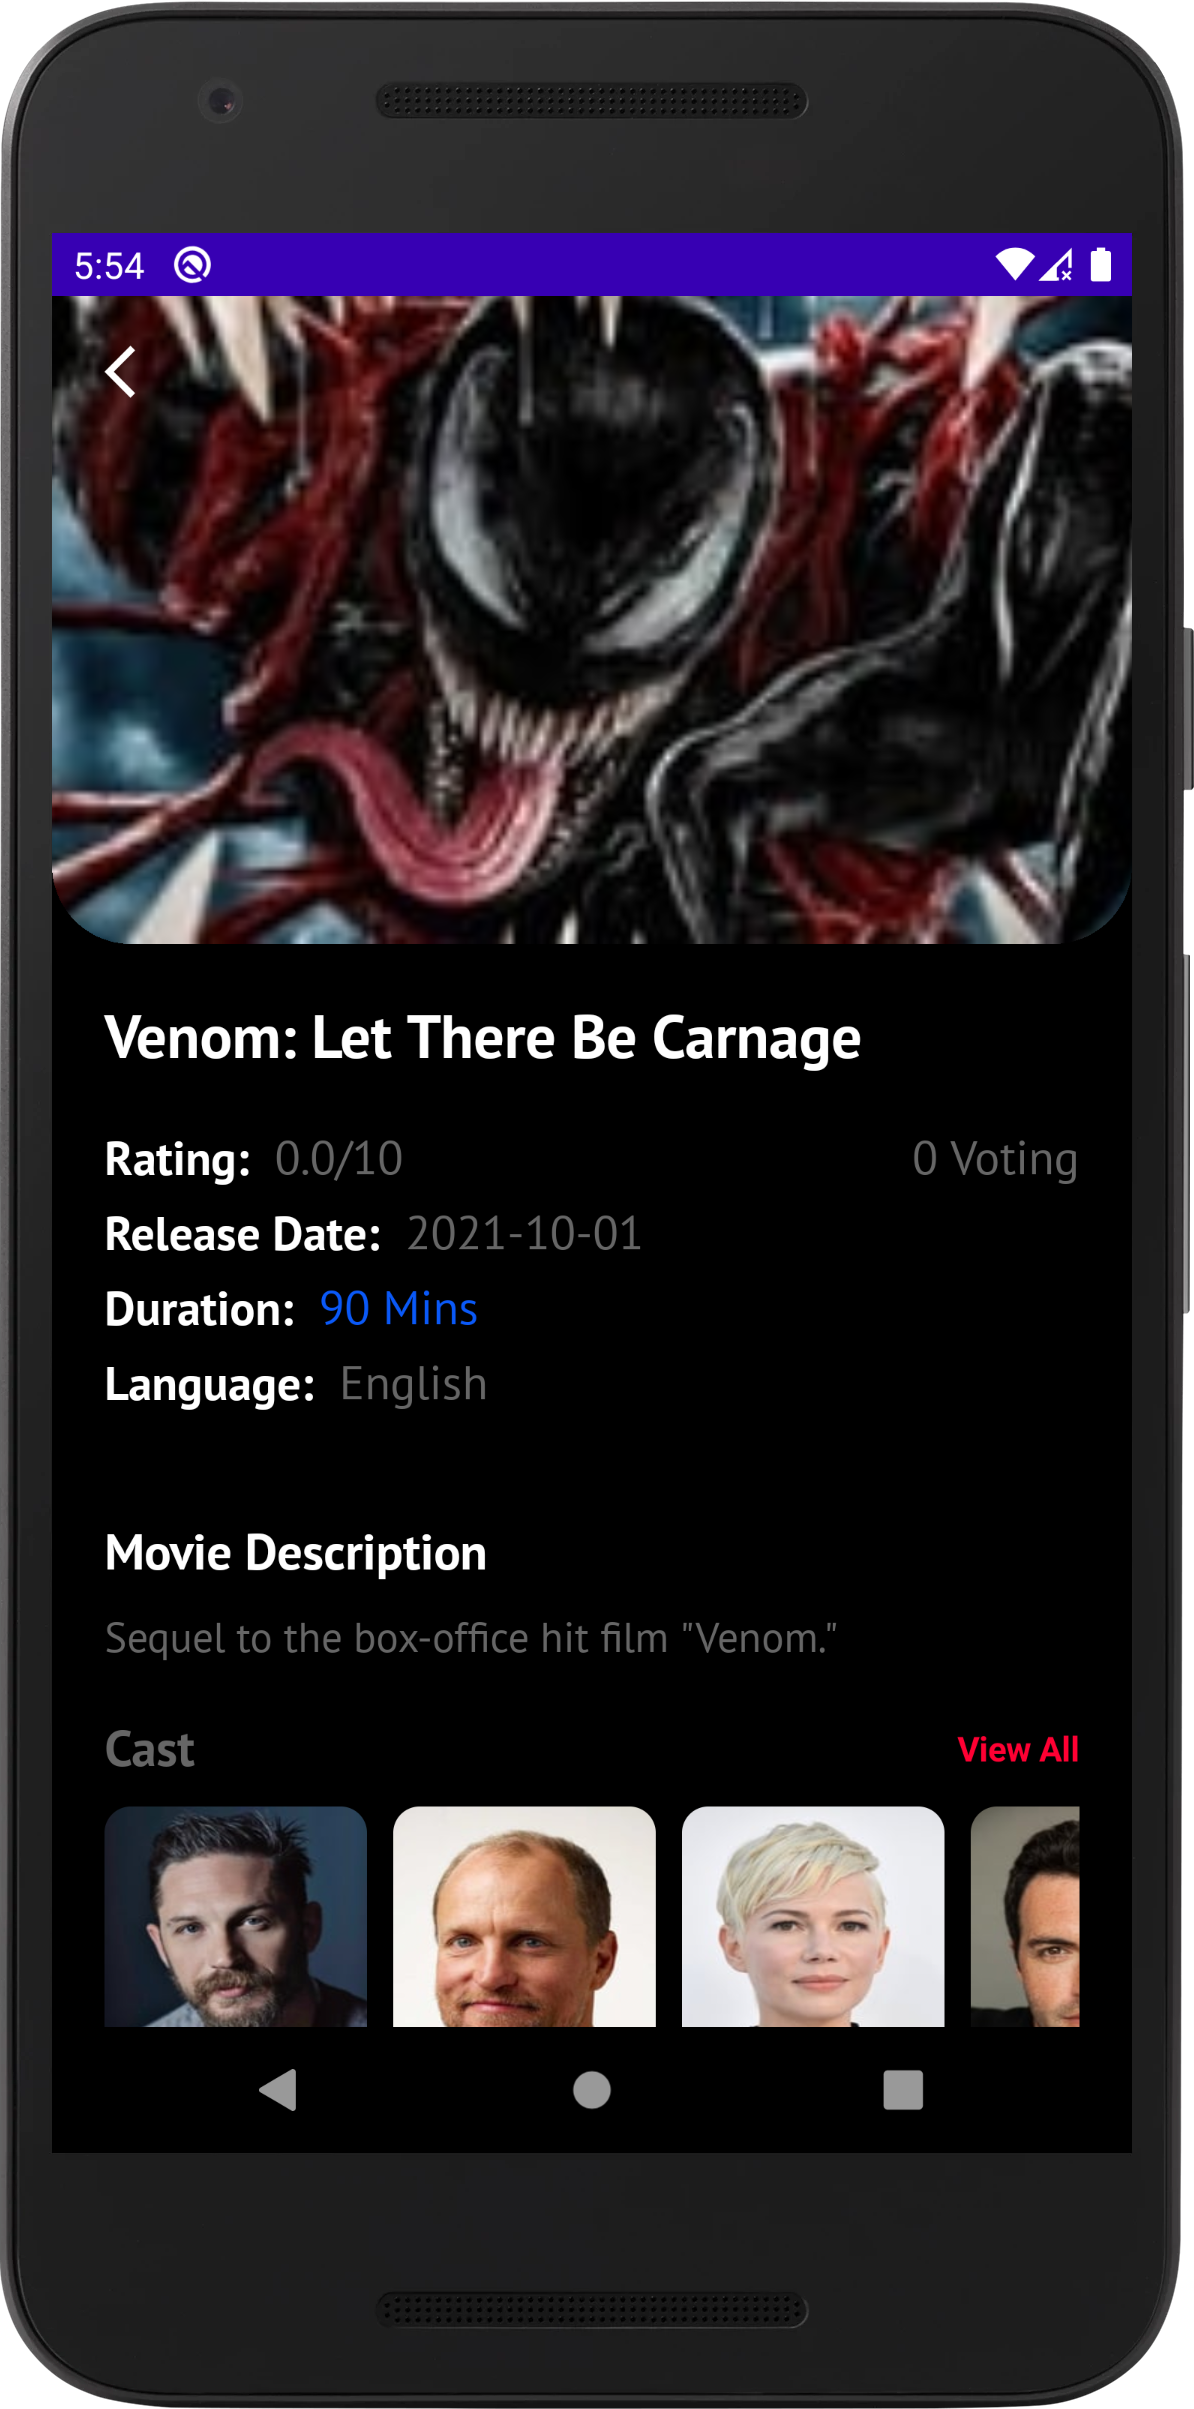 5:54
Venom: Let There Be Carnage
Rating: 0.0/10 0 Voting
Release Date: 2021-10-01
Duration: 90 Mins
Language: English
Movie Description
Sequel to the box-office hit film "Venom."
Cast View All